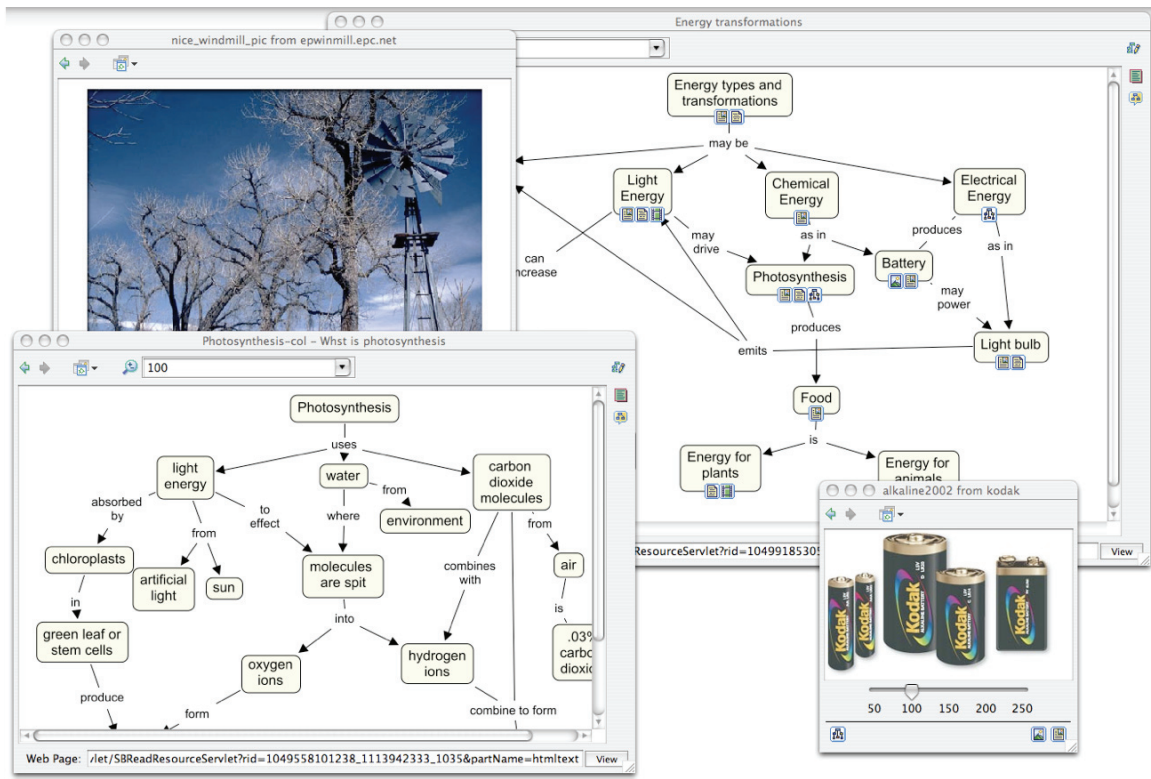 Energy transformations
nice_windmill_pic from epwinmill.epc.net
Energy types and
transformations
may be
Light
Energy
Chemical
Energy
Electrical
Energy
can
increase
may
drive
as in
produces
as in
Photosynthesis
Battery
may
power
produces
emits
Light bulb
Food
is
Energy for
plants
Energy for
animals
ResourceServlet?rid=10499185305
View
Photosynthesis-col - Whst is photosynthesis
100
Photosynthesis
uses
light
energy
water
carbon
dioxide
molecules
absorbed
by
to
effect
where
from
environment
from
from
chloroplasts
artificial
light
sun
molecules
are spit
combines
with
air
in
into
is
green leaf or
stem cells
oxygen
ions
hydrogen
ions
.03%
carbo
dioxid
produce
form
combine to form
Web Page:
/let/SBReadResourceServlet?rid=1049558101238_1113942333_1035&partName=htmltext
View
alkaline2002 from kodak
Kodak
Kodak
Kodak
Kodak
Kodak
50 100 150 200 250